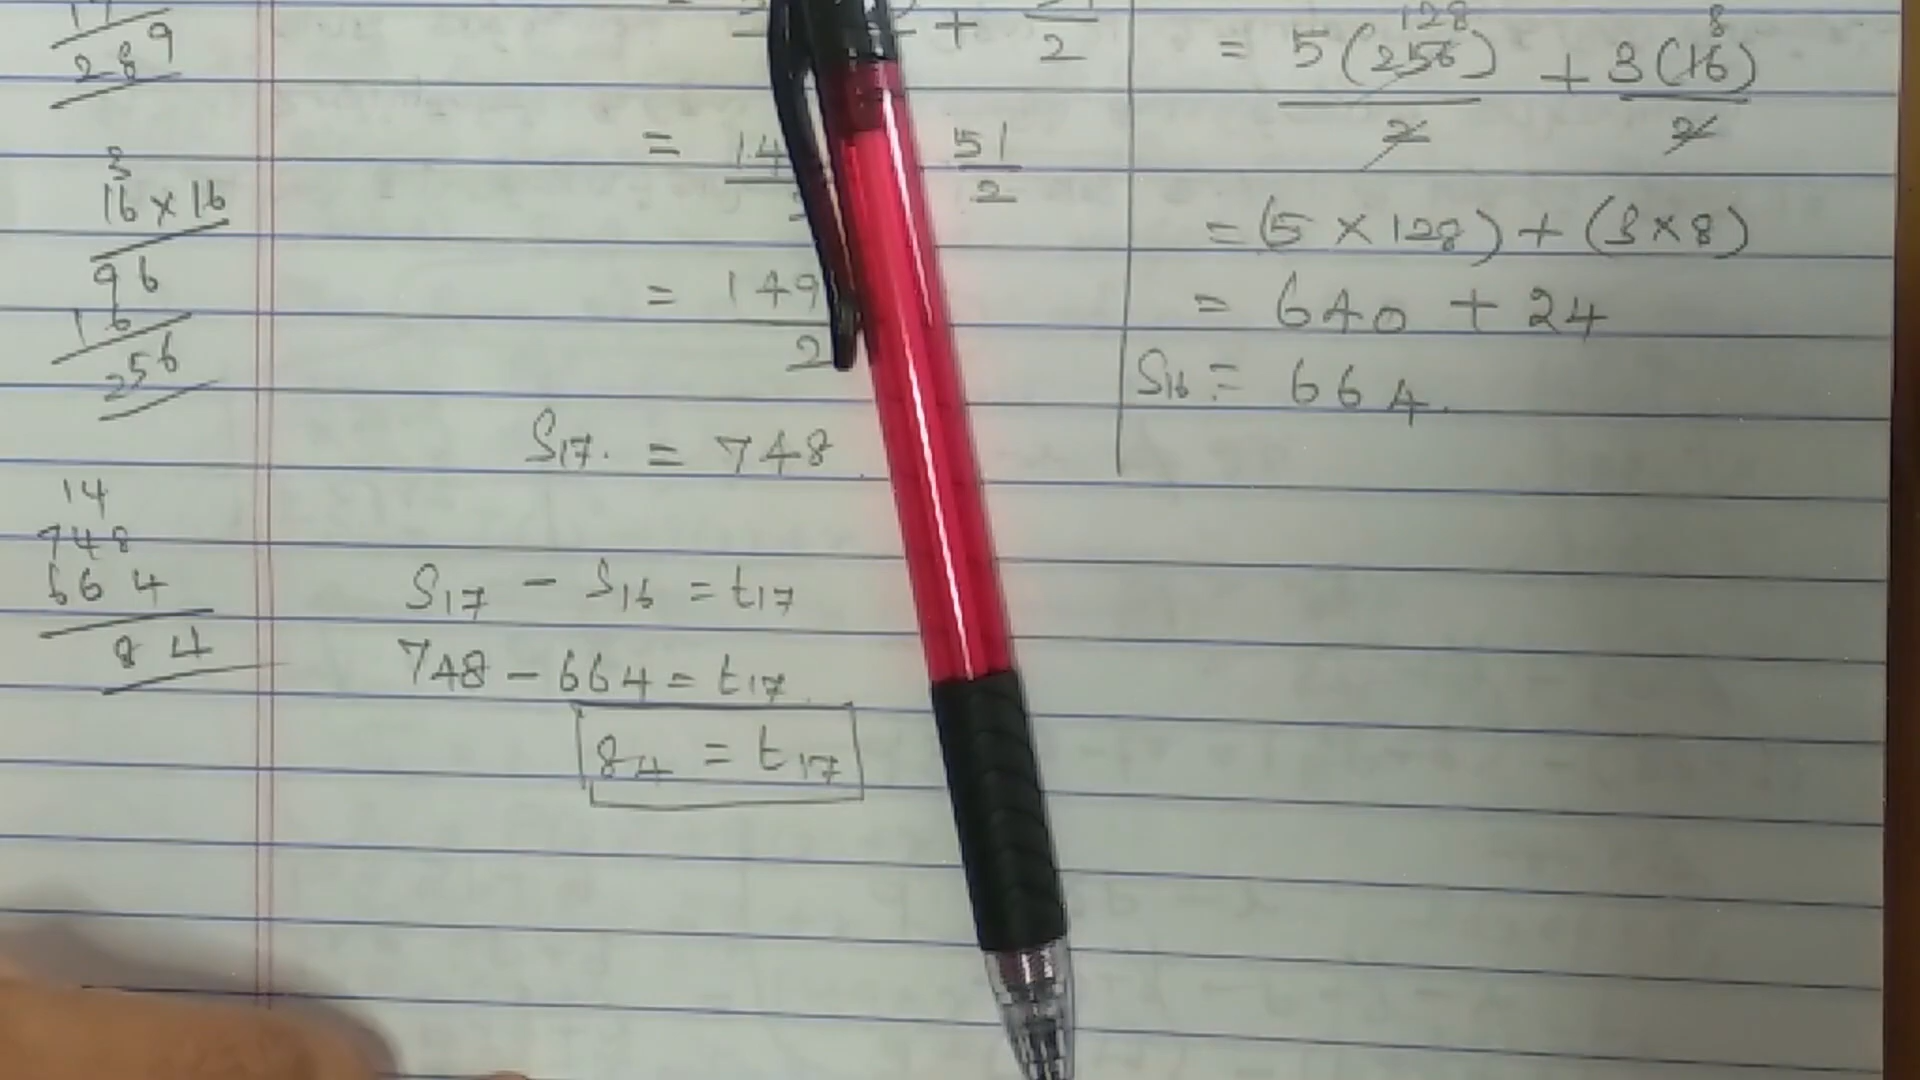 289
3
16 × 16
96
16
256
14
748
664
84
+ 2
= 14 51
2
= 149
2
S17. = 748
S17 - S16 = t17
748 - 664 = t17
84 = t17
128 8
= 5(256) + 3(16)
2 2
= (5 × 128) + (3 × 8)
= 640 + 24
S16 = 664.